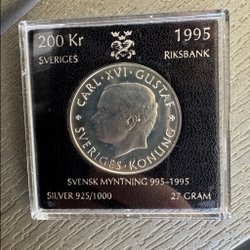 200 Kr 1995
SVERIGES RIKSBANK
CARL · XVI · GUSTAF
SVERIGES · KONUNG
SVENSK MYNTNING 995-1995
SILVER 925/1000 27 GRAM